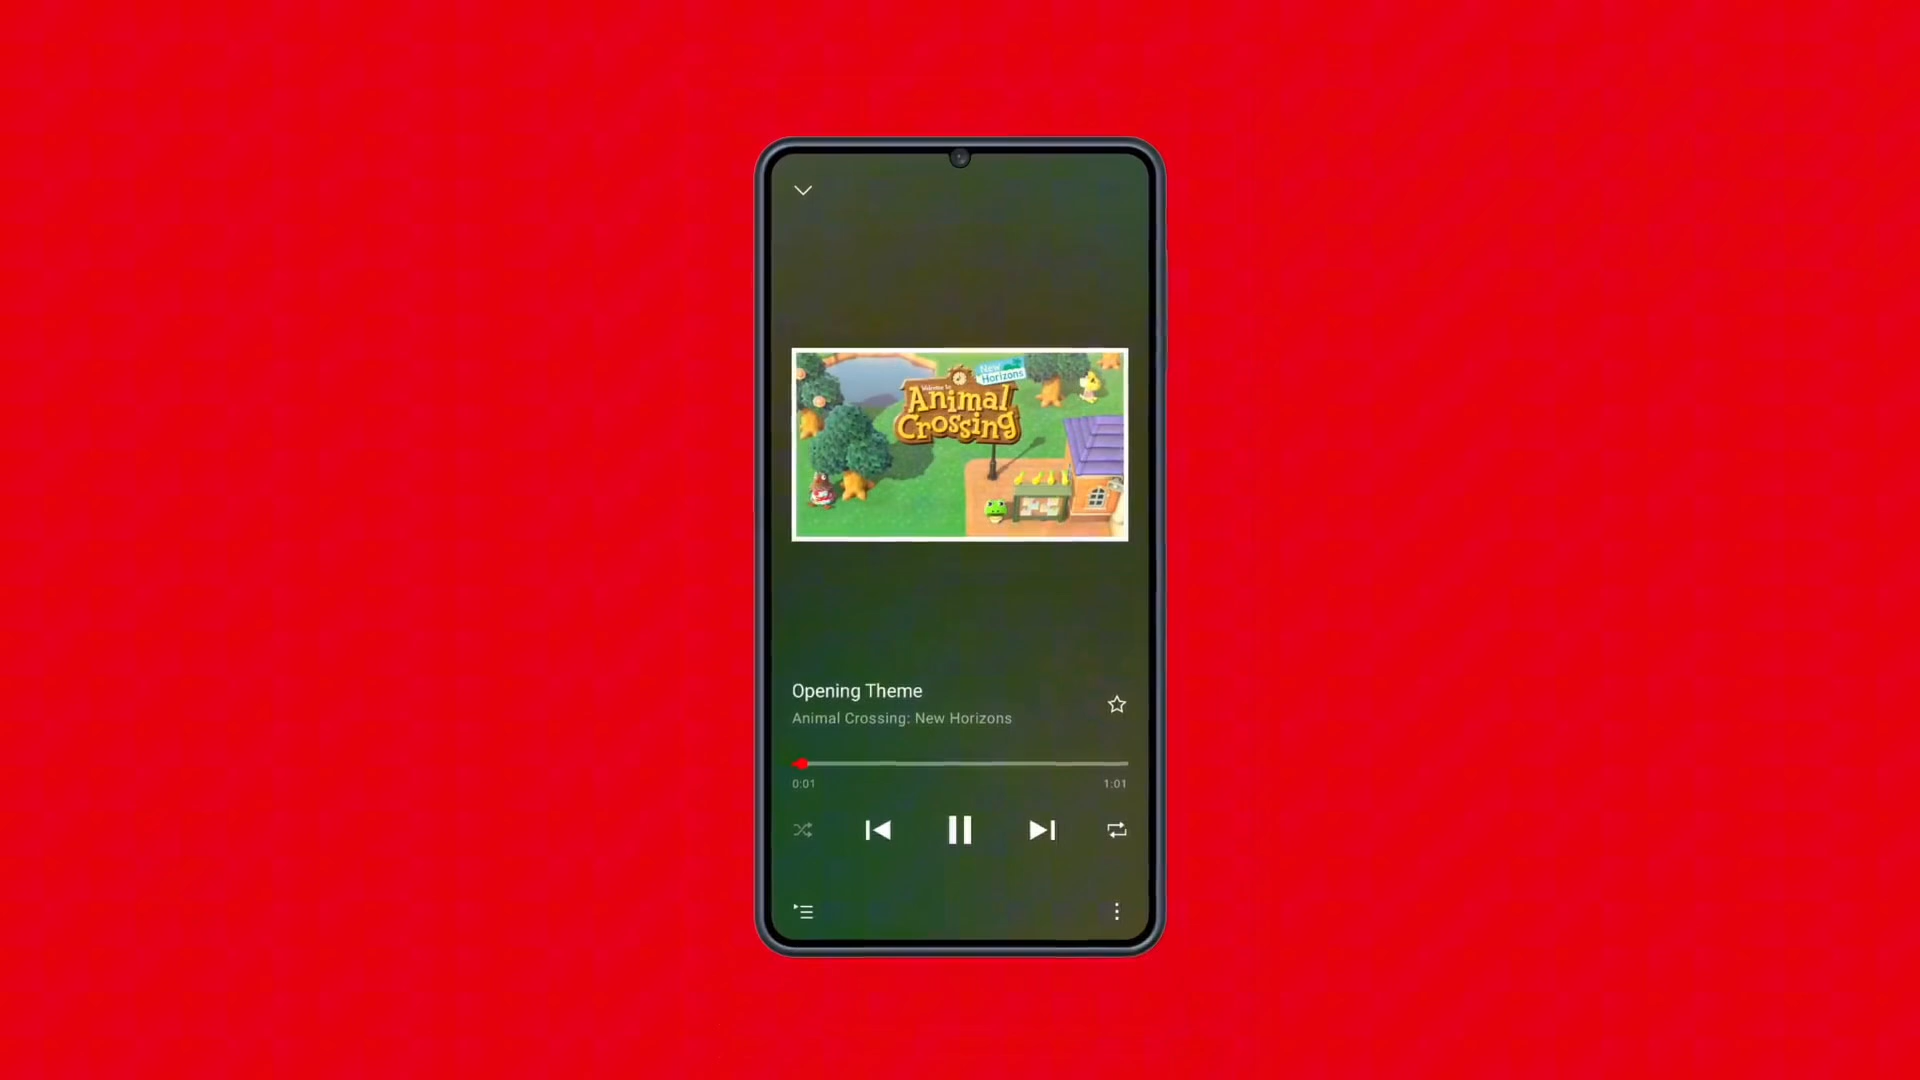 New
Horizons
Welcome to
Animal
Crossing
Opening Theme
Animal Crossing: New Horizons
0:01
1:01